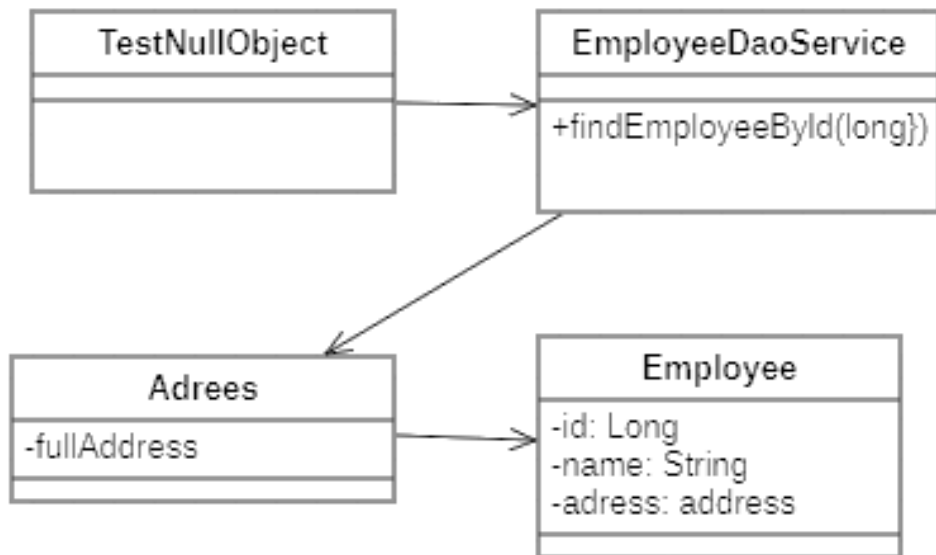 TestNullObject
EmployeeDaoService
+findEmployeeById(long})
Adrees
-fullAddress
Employee
-id: Long
-name: String
-adress: address